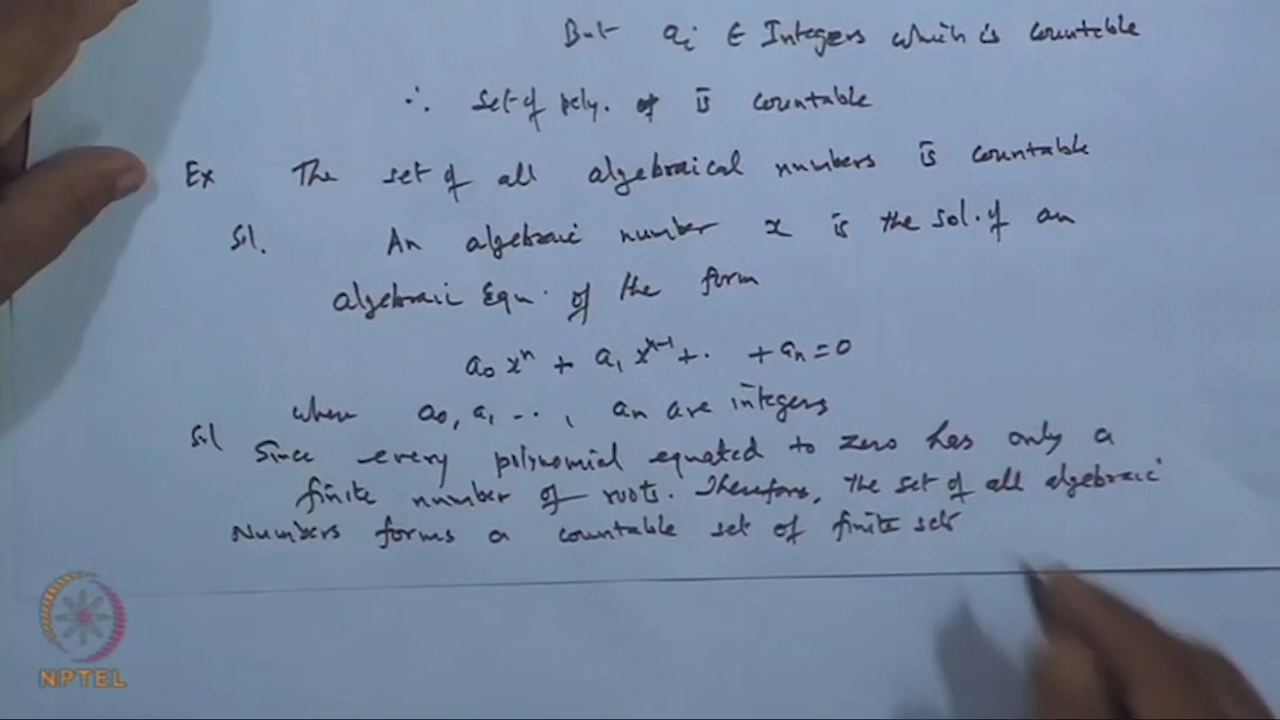 But aᵢ ∈ Integers which is countable
∴ set of poly. of is countable
Ex The set of all algebraical numbers is countable
Sol. An algebraic number x is the sol. of an
algebraic Equ. of the form
a₀ xⁿ + a₁ xⁿ⁻¹ + .. + aₙ = 0
where a₀, a₁ -- , aₙ are integers
Sol Since every polynomial equated to zero has only a
finite number of roots. Therefore, the set of all algebraic
Numbers forms a countable set of finite sets
NPTEL